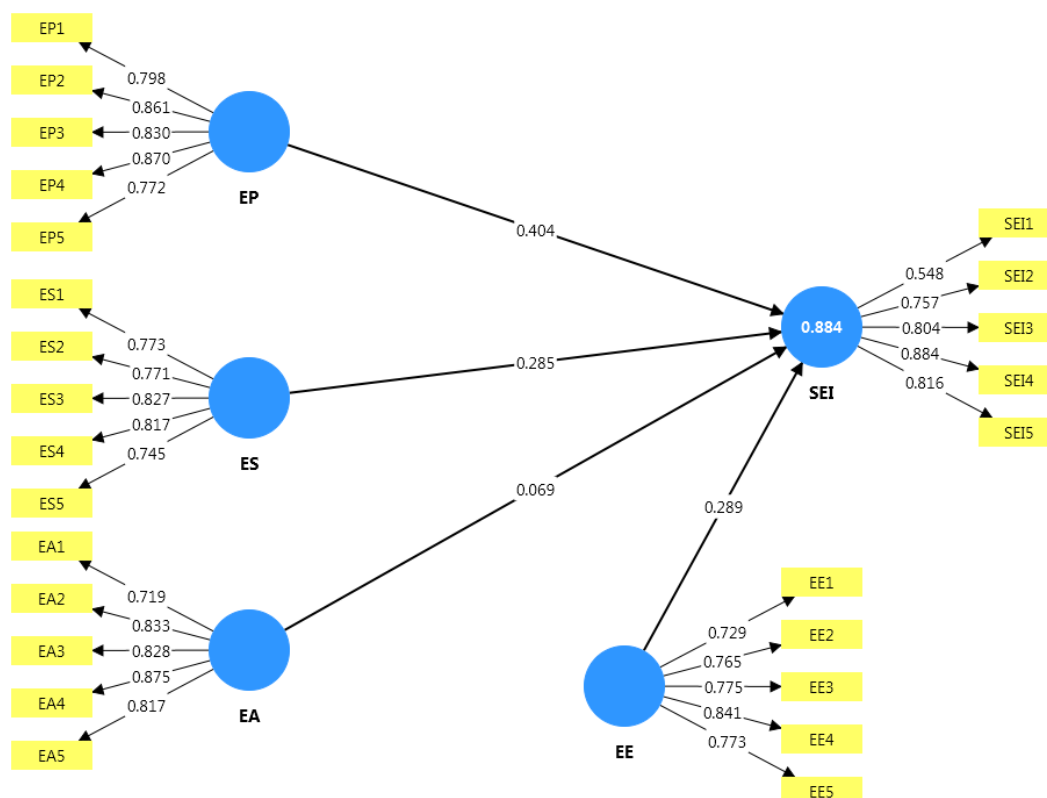 EP1
EP2
EP3
EP4
EP5
0.798
0.861
0.830
0.870
0.772
EP
0.404
ES1
ES2
ES3
ES4
ES5
0.773
0.771
0.827
0.817
0.745
ES
0.285
EA1
EA2
EA3
EA4
EA5
0.719
0.833
0.828
0.875
0.817
EA
0.069
0.289
EE
0.729
0.765
0.775
0.841
0.773
EE1
EE2
EE3
EE4
EE5
0.884
SEI
0.548
0.757
0.804
0.884
0.816
SEI1
SEI2
SEI3
SEI4
SEI5